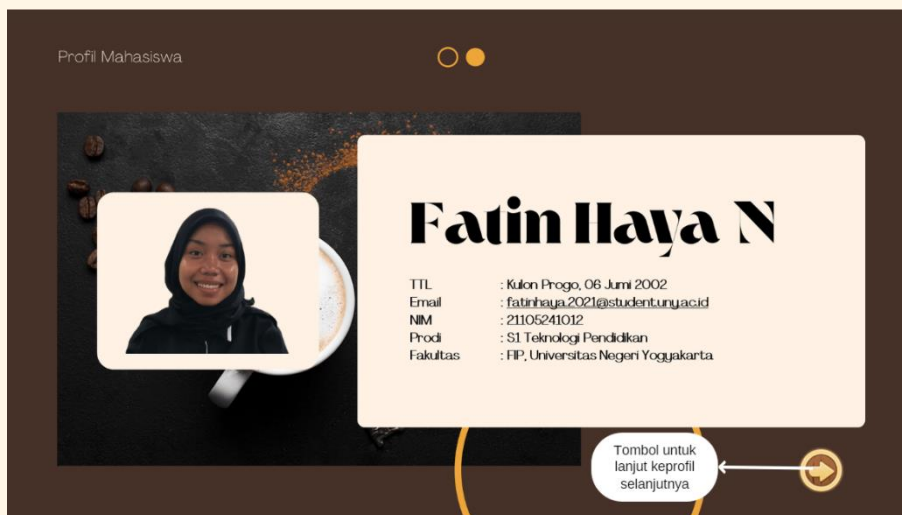 Profil Mahasiswa
Fatin Haya N
TTL : Kulon Progo, 06 Jumi 2002
Email : fatinhaya.2021@student.uny.ac.id
NIM : 21105241012
Prodi : S1 Teknologi Pendidikan
Fakultas : FIP, Universitas Negeri Yogyakarta
Tombol untuk
lanjut keprofil
selanjutnya